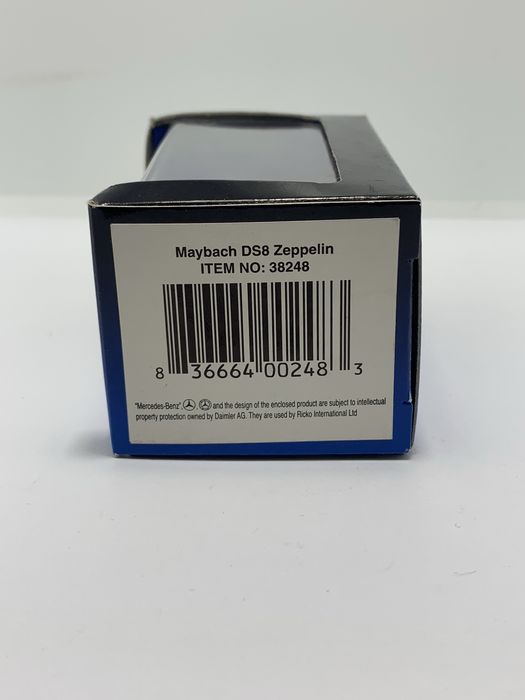 Maybach DS8 Zeppelin
ITEM NO: 38248
8 36664 00248 3
"Mercedes-Benz", and the design of the enclosed product are subject to intellectual
property protection owned by Daimler AG. They are used by Ricko International Ltd